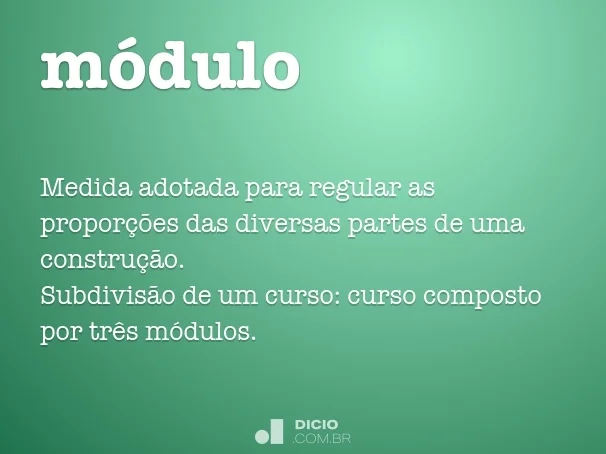 módulo
Medida adotada para regular as
proporções das diversas partes de uma
construção.
Subdivisão de um curso: curso composto
por três módulos.
DICIO
.COM.BR